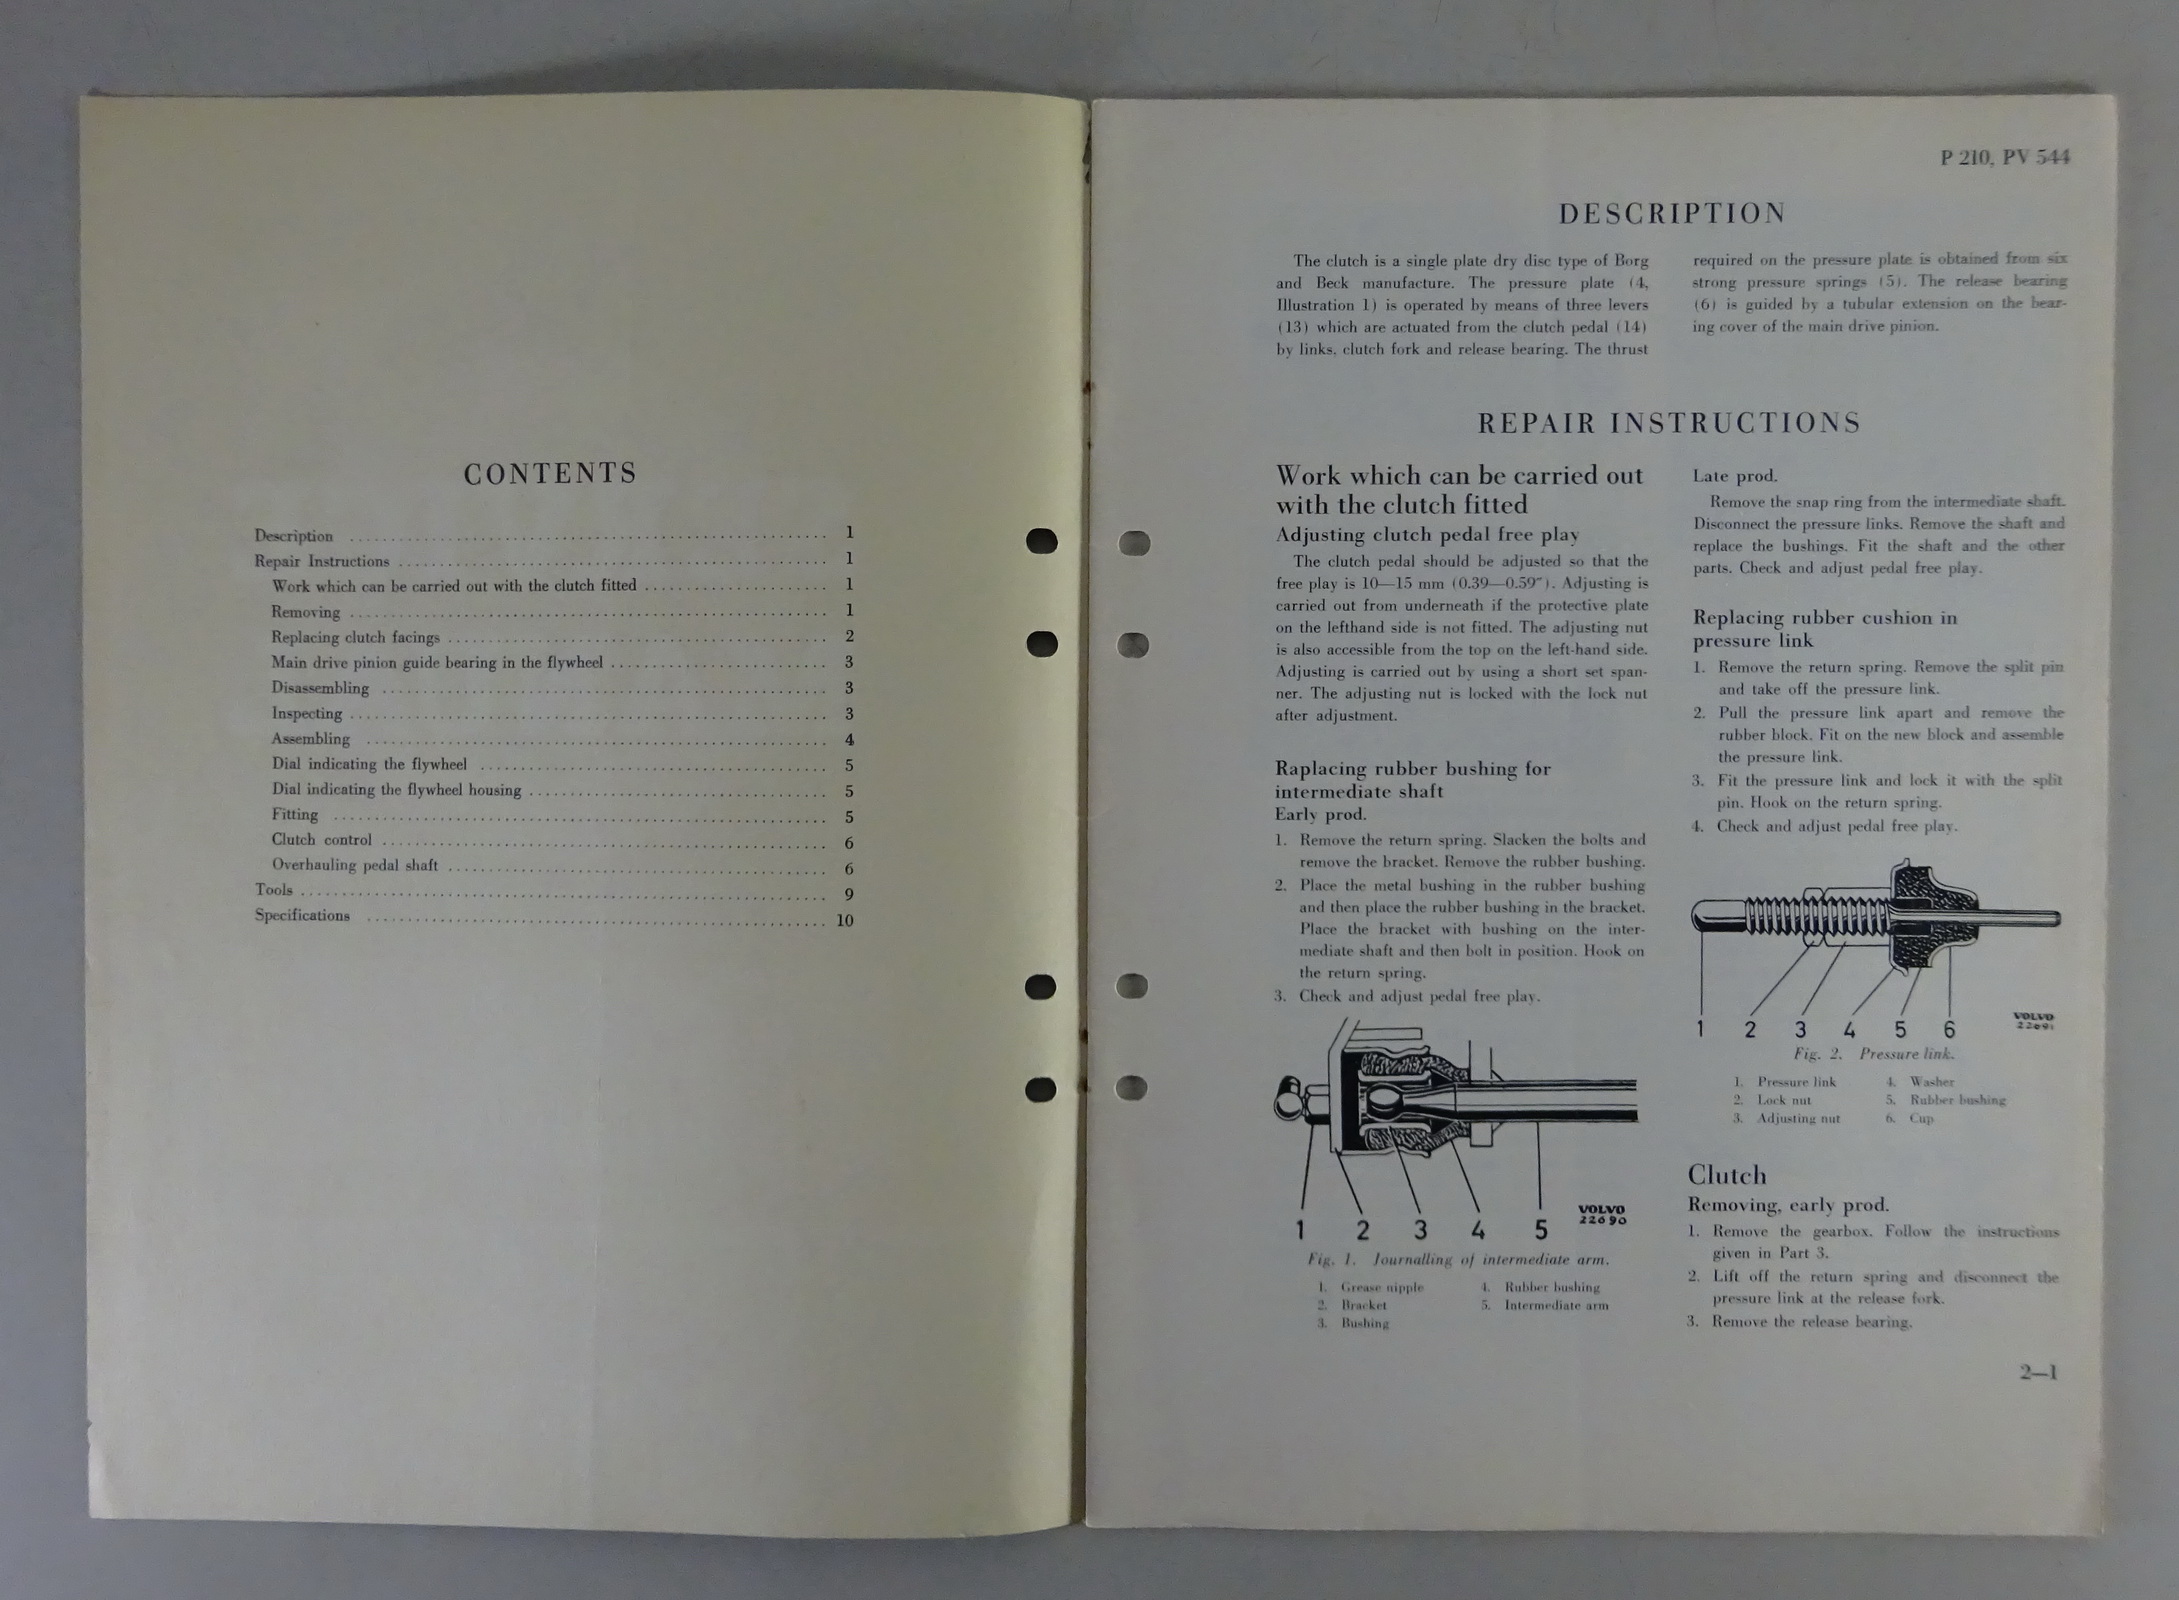 CONTENTS
Description ........ 1
Repair Instructions ........ 1
Work which can be carried out with the clutch fitted ........ 1
Removing ........ 1
Replacing clutch facings ........ 2
Main drive pinion guide bearing in the flywheel ........ 3
Disassembling ........ 3
Inspecting ........ 3
Assembling ........ 4
Dial indicating the flywheel ........ 5
Dial indicating the flywheel housing ........ 5
Fitting ........ 5
Clutch control ........ 6
Overhauling pedal shaft ........ 6
Tools ........ 9
Specifications ........ 10
P 210, PV 544
DESCRIPTION
The clutch is a single plate dry disc type of Borg
and Beck manufacture. The pressure plate (4,
Illustration 1) is operated by means of three levers
(13) which are actuated from the clutch pedal (14)
by links, clutch fork and release bearing. The thrust
required on the pressure plate is obtained from six
strong pressure springs (5). The release bearing
(6) is guided by a tubular extension on the bear-
ing cover of the main drive pinion.
REPAIR INSTRUCTIONS
Work which can be carried out
with the clutch fitted
Adjusting clutch pedal free play
The clutch pedal should be adjusted so that the
free play is 10—15 mm (0.39—0.59"). Adjusting is
carried out from underneath if the protective plate
on the lefthand side is not fitted. The adjusting nut
is also accessible from the top on the left-hand side.
Adjusting is carried out by using a short set span-
ner. The adjusting nut is locked with the lock nut
after adjustment.
Raplacing rubber bushing for
intermediate shaft
Early prod.
1. Remove the return spring. Slacken the bolts and
remove the bracket. Remove the rubber bushing.
2. Place the metal bushing in the rubber bushing
and then place the rubber bushing in the bracket.
Place the bracket with bushing on the inter-
mediate shaft and then bolt in position. Hook on
the return spring.
3. Check and adjust pedal free play.
1 2 3 4 5
VOLVO
22690
Fig. 1. Journalling of intermediate arm.
1. Grease nipple
2. Bracket
3. Bushing
4. Rubber bushing
5. Intermediate arm
Late prod.
Remove the snap ring from the intermediate shaft.
Disconnect the pressure links. Remove the shaft and
replace the bushings. Fit the shaft and the other
parts. Check and adjust pedal free play.
Replacing rubber cushion in
pressure link
1. Remove the return spring. Remove the split pin
and take off the pressure link.
2. Pull the pressure link apart and remove the
rubber block. Fit on the new block and assemble
the pressure link.
3. Fit the pressure link and lock it with the split
pin. Hook on the return spring.
4. Check and adjust pedal free play.
1 2 3 4 5 6
VOLVO
22691
Fig. 2. Pressure link.
1. Pressure link
2. Lock nut
3. Adjusting nut
4. Washer
5. Rubber bushing
6. Cup
Clutch
Removing, early prod.
1. Remove the gearbox. Follow the instructions
given in Part 3.
2. Lift off the return spring and disconnect the
pressure link at the release fork.
3. Remove the release bearing.
2—1